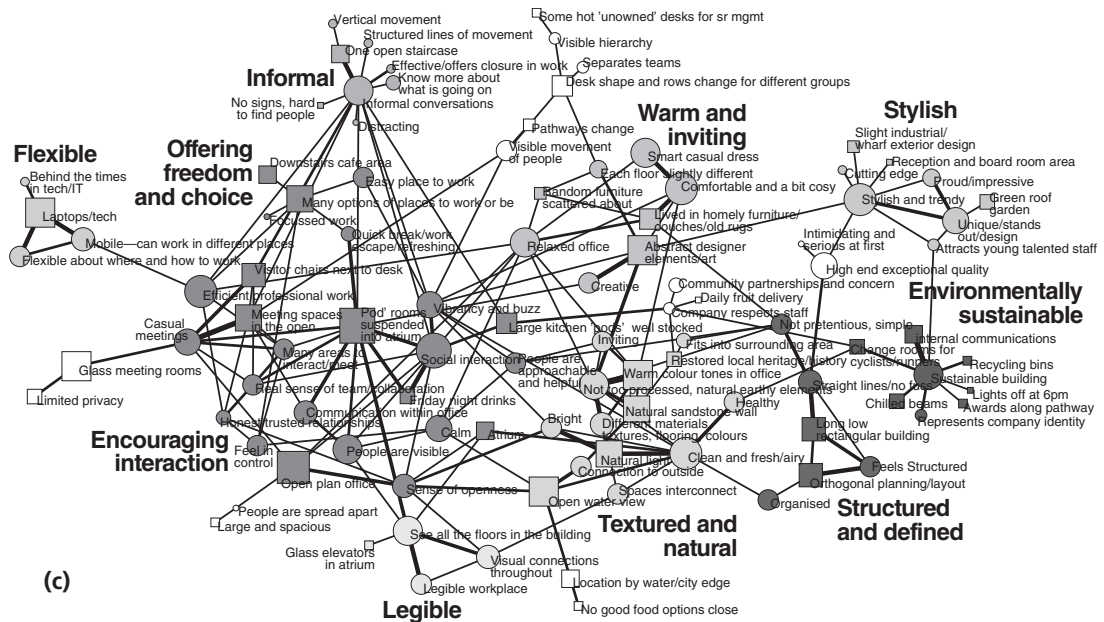 Some hot 'unowned' desks for sr mgmt
Vertical movement
Structured lines of movement
Visible hierarchy
One open staircase
Separates teams
Effective/offers closure in work
Know more about
what is going on
Desk shape and rows change for different groups
Informal
Informal conversations
No signs, hard
to find people
Distracting
Pathways change
Warm and
inviting
Stylish
Slight industrial/
wharf exterior design
Flexible
Offering
freedom
and choice
Visible movement
of people
Smart casual dress
Reception and board room area
Cutting edge
Downstairs cafe area
Each floor slightly different
Behind the times
in tech/IT
Easy place to work
Comfortable and a bit cosy
Proud/impressive
Random furniture
scattered about
Stylish and trendy
Green roof
garden
Many options of places to work or be
Laptops/tech
Focussed work
Lived in homely furniture/
couches/old rugs
Unique/stands
out/design
Quick break/work
escape/refreshing
Intimidating and
serious at first
Mobile—can work in different places
Relaxed office
Abstract designer
elements/art
Attracts young talented staff
Flexible about where and how to work
Visitor chairs next to desk
High end exceptional quality
Creative
Community partnerships and concern
Environmentally
sustainable
Efficient/professional work
Daily fruit delivery
Vibrancy and buzz
Company respects staff
Meeting spaces
in the open
'Pod' rooms
suspended
into atrium
Large kitchen 'pods' well stocked
Not pretentious, simple
Casual
meetings
internal communications
Inviting
Fits into surrounding area
Change rooms for
cyclists/runners
Many areas to
interact/meet
Social interaction
People are
approachable
and helpful
Restored local heritage/history
Recycling bins
Glass meeting rooms
Warm
colour tones in office
Sustainable building
Real sense of team/collaboration
Not too processed, natural earthy elements
Straight lines/no fuss
Lights off at 6pm
Limited privacy
Friday night drinks
Healthy
Chilled beams
Awards along pathway
Communication within office
Natural sandstone wall
Represents company identity
Honest/trusted relationships
Bright
Different materials,
textures, flooring, colours
Long low
rectangular building
Calm
Atrium
Encouraging
interaction
Feel in
control
People are visible
Natural light
Clean and fresh/airy
Connection to outside
Feels Structured
Open plan office
Sense of openness
Orthogonal planning/layout
Spaces interconnect
Open water view
Organised
People are spread apart
Large and spacious
Textured and
natural
Structured
and defined
See all the floors in the building
Glass elevators
in atrium
Visual connections
throughout
(c)
Legible workplace
Location by water/city edge
Legible
No good food options close